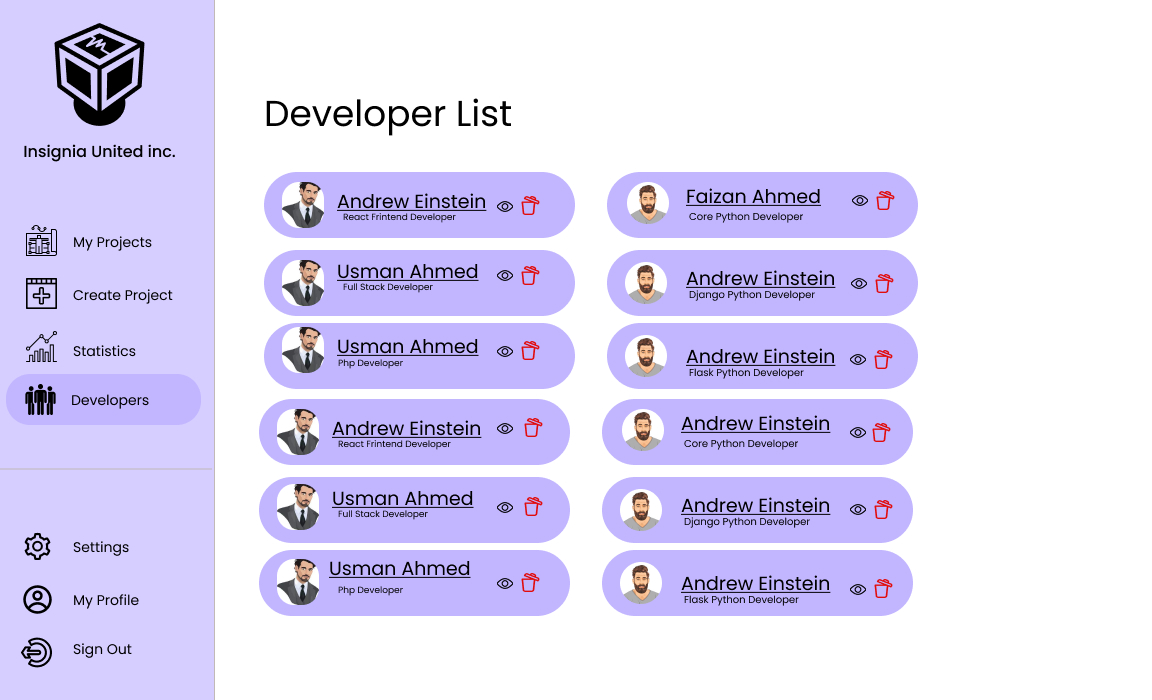 Insignia United inc.
My Projects
Create Project
Statistics
Developers
Settings
My Profile
Sign Out
Developer List
Andrew Einstein
React Frintend Developer
Faizan Ahmed
Core Python Developer
Usman Ahmed
Full Stack Developer
Andrew Einstein
Django Python Developer
Usman Ahmed
Php Developer
Andrew Einstein
Flask Python Developer
Andrew Einstein
React Frintend Developer
Andrew Einstein
Core Python Developer
Usman Ahmed
Full Stack Developer
Andrew Einstein
Django Python Developer
Usman Ahmed
Php Developer
Andrew Einstein
Flask Python Developer